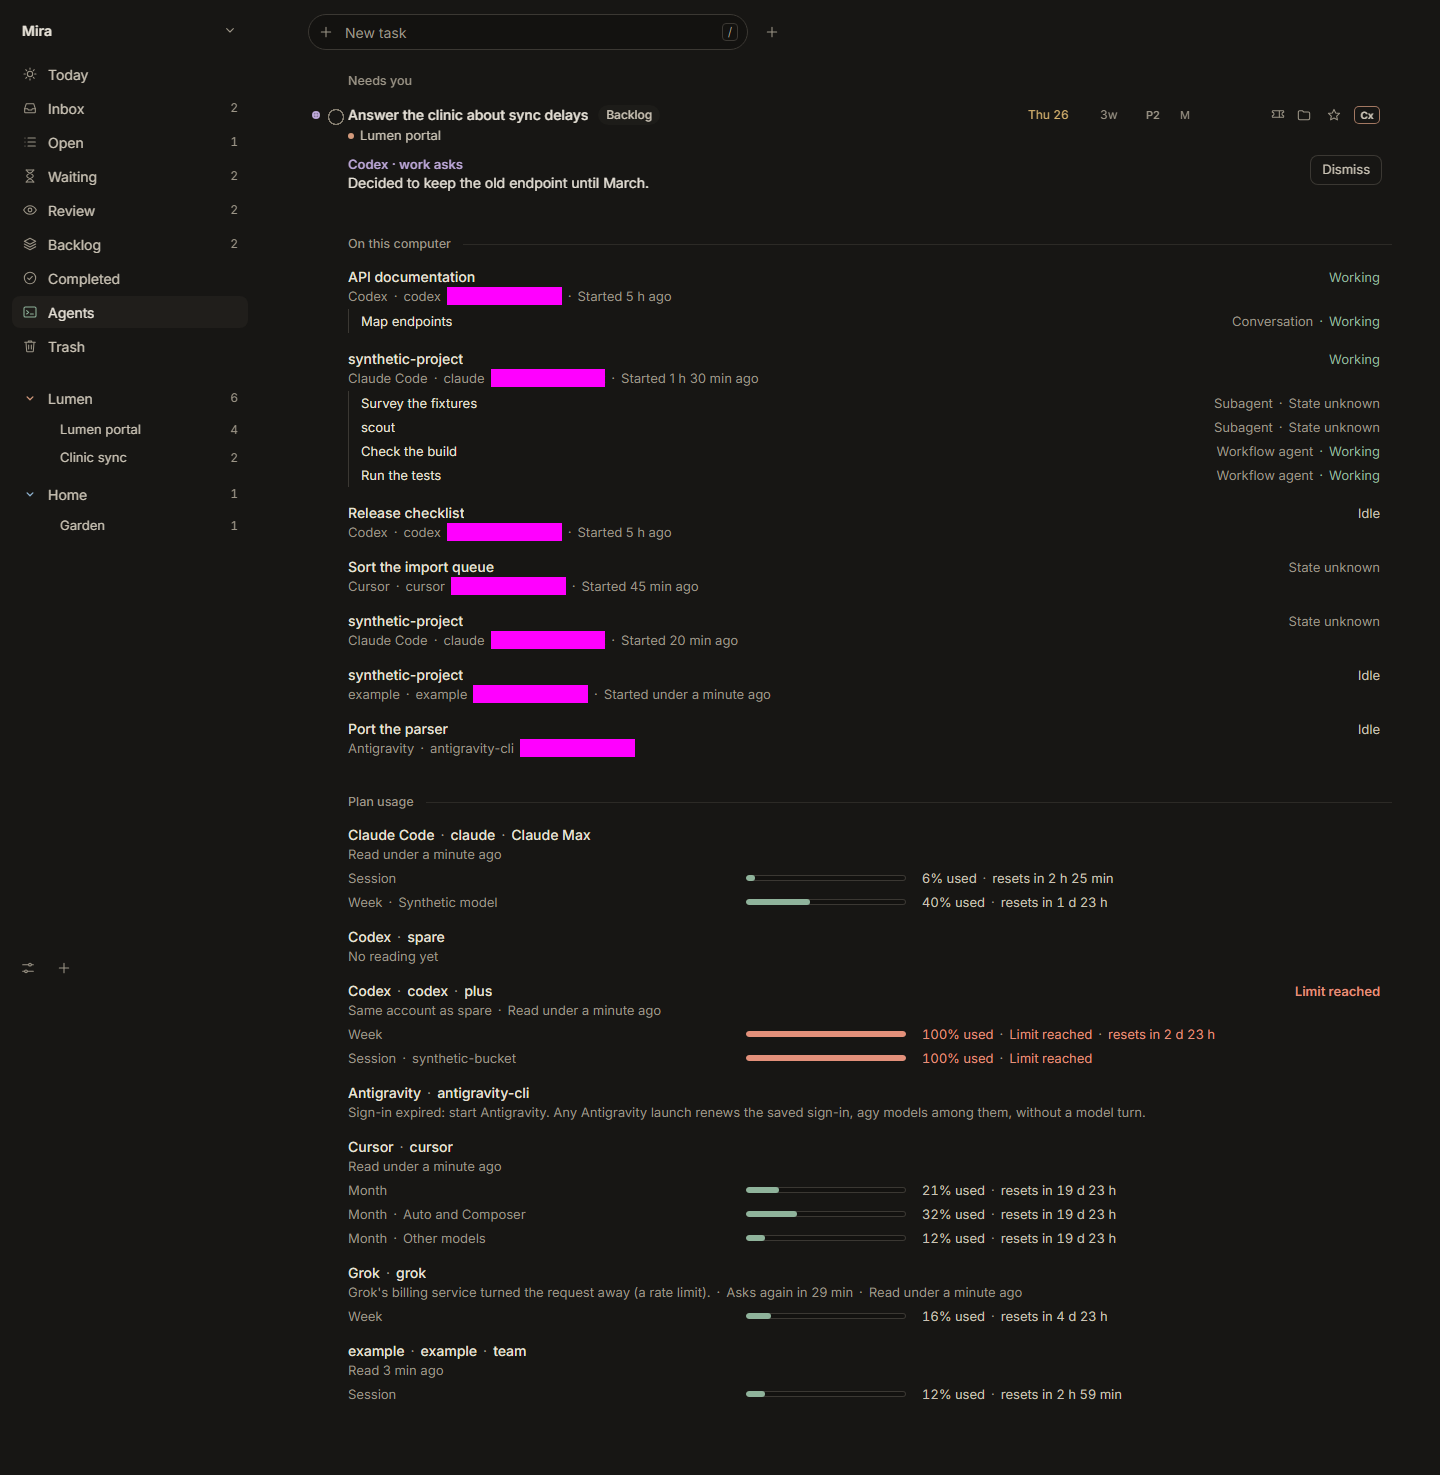 Mira
New task
/
Today
Inbox 2
Open 1
Waiting 2
Review 2
Backlog 2
Completed
Agents
Trash
Lumen 6
Lumen portal 4
Clinic sync 2
Home 1
Garden 1
Needs you
Answer the clinic about sync delays Backlog Thu 26 3w P2 M Cx
Lumen portal
Codex · work asks
Decided to keep the old endpoint until March. Dismiss
On this computer
API documentation Working
Codex · codex · Started 5 h ago
Map endpoints Conversation · Working
synthetic-project Working
Claude Code · claude · Started 1 h 30 min ago
Survey the fixtures Subagent · State unknown
scout Subagent · State unknown
Check the build Workflow agent · Working
Run the tests Workflow agent · Working
Release checklist Idle
Codex · codex · Started 5 h ago
Sort the import queue State unknown
Cursor · cursor · Started 45 min ago
synthetic-project State unknown
Claude Code · claude · Started 20 min ago
synthetic-project Idle
example · example · Started under a minute ago
Port the parser Idle
Antigravity · antigravity-cli
Plan usage
Claude Code · claude · Claude Max
Read under a minute ago
Session 6% used · resets in 2 h 25 min
Week · Synthetic model 40% used · resets in 1 d 23 h
Codex · spare
No reading yet
Codex · codex · plus Limit reached
Same account as spare · Read under a minute ago
Week 100% used · Limit reached · resets in 2 d 23 h
Session · synthetic-bucket 100% used · Limit reached
Antigravity · antigravity-cli
Sign-in expired: start Antigravity. Any Antigravity launch renews the saved sign-in, agy models among them, without a model turn.
Cursor · cursor
Read under a minute ago
Month 21% used · resets in 19 d 23 h
Month · Auto and Composer 32% used · resets in 19 d 23 h
Month · Other models 12% used · resets in 19 d 23 h
Grok · grok
Grok's billing service turned the request away (a rate limit). · Asks again in 29 min · Read under a minute ago
Week 16% used · resets in 4 d 23 h
example · example · team
Read 3 min ago
Session 12% used · resets in 2 h 59 min